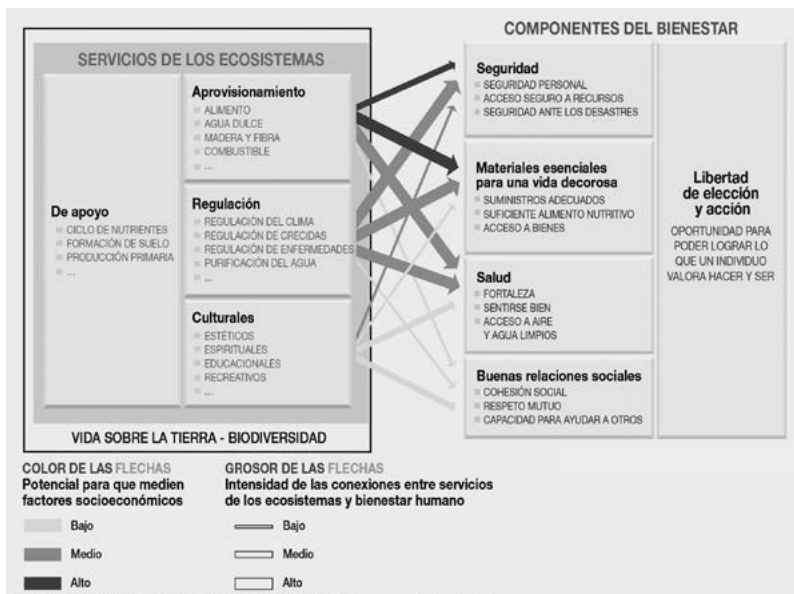 COMPONENTES DEL BIENESTAR
SERVICIOS DE LOS ECOSISTEMAS
De apoyo
CICLO DE NUTRIENTES
FORMACIÓN DE SUELO
PRODUCCIÓN PRIMARIA
...
Aprovisionamiento
ALIMENTO
AGUA DULCE
MADERA Y FIBRA
COMBUSTIBLE
...
Regulación
REGULACIÓN DEL CLIMA
REGULACIÓN DE CRECIDAS
REGULACIÓN DE ENFERMEDADES
PURIFICACIÓN DEL AGUA
...
Culturales
ESTÉTICOS
ESPIRITUALES
EDUCACIONALES
RECREATIVOS
...
VIDA SOBRE LA TIERRA - BIODIVERSIDAD
Seguridad
SEGURIDAD PERSONAL
ACCESO SEGURO A RECURSOS
SEGURIDAD ANTE LOS DESASTRES
Materiales esenciales
para una vida decorosa
SUMINISTROS ADECUADOS
SUFICIENTE ALIMENTO NUTRITIVO
ACCESO A BIENES
Salud
FORTALEZA
SENTIRSE BIEN
ACCESO A AIRE
Y AGUA LIMPIOS
Buenas relaciones sociales
COHESIÓN SOCIAL
RESPETO MUTUO
CAPACIDAD PARA AYUDAR A OTROS
Libertad
de elección
y acción
OPORTUNIDAD PARA
PODER LOGRAR LO
QUE UN INDIVIDUO
VALORA HACER Y SER
COLOR DE LAS FLECHAS
Potencial para que medien
factores socioeconómicos
Bajo
Medio
Alto
GROSOR DE LAS FLECHAS
Intensidad de las conexiones entre servicios
de los ecosistemas y bienestar humano
Bajo
Medio
Alto